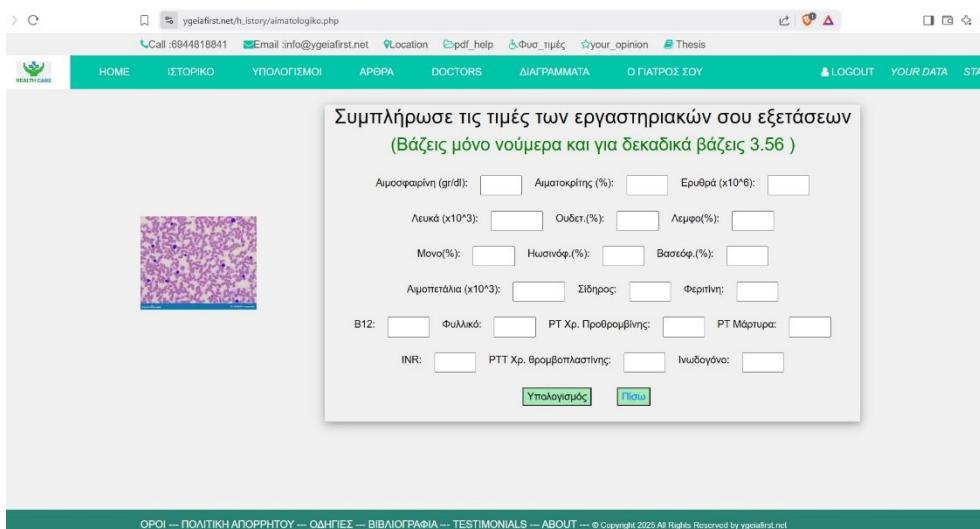 ygeiafirst.net/h_istory/aimatologiko.php
Call :6944818841 Email :info@ygeiafirst.net Location pdf_help Φυσ_τιμές your_opinion Thesis
HEALTH CARE HOME ΙΣΤΟΡΙΚΟ ΥΠΟΛΟΓΙΣΜΟΙ ΑΡΘΡΑ DOCTORS ΔΙΑΓΡΑΜΜΑΤΑ Ο ΓΙΑΤΡΟΣ ΣΟΥ LOGOUT YOUR DATA STA
Συμπλήρωσε τις τιμές των εργαστηριακών σου εξετάσεων
(Βάζεις μόνο νούμερα και για δεκαδικά βάζεις 3.56 )
Αιμοσφαιρίνη (gr/dl): Αιματοκρίτης (%): Ερυθρά (x10^6):
Λευκά (x10^3): Ουδετ.(%): Λεμφο(%):
Μονο(%): Ηωσινόφ.(%): Βασεόφ.(%):
Αιμοπετάλια (x10^3): Σίδηρος: Φεριτίνη:
B12: Φυλλικό: PT Χρ. Προθρομβίνης: PT Μάρτυρα:
INR: PTT Χρ. θρομβοπλαστίνης: Ινωδογόνο:
Υπολογισμός Πίσω
ΟΡΟΙ --- ΠΟΛΙΤΙΚΗ ΑΠΟΡΡΗΤΟΥ --- ΟΔΗΓΙΕΣ --- ΒΙΒΛΙΟΓΡΑΦΙΑ --- TESTIMONIALS --- ABOUT --- © Copyright 2025 All Rights Reserved by ygeiafirst.net